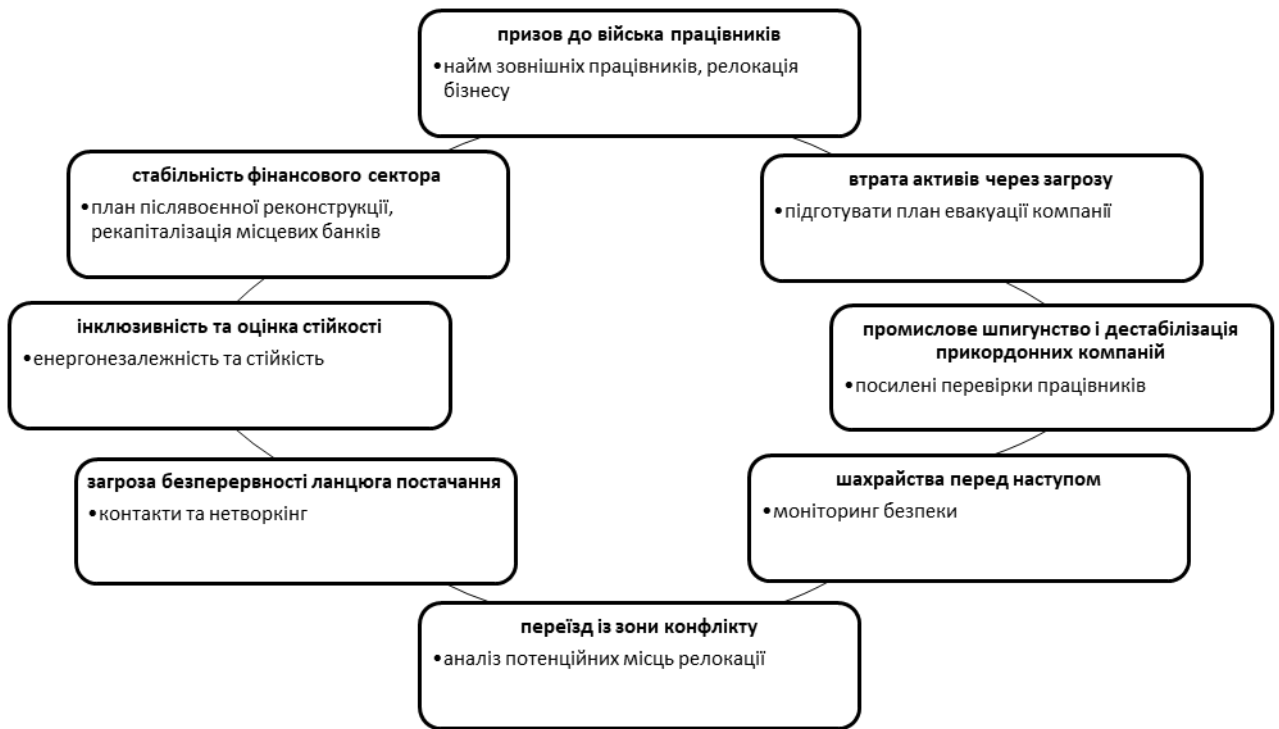 призов до війська працівників
•найм зовнішніх працівників, релокація
бізнесу
втрата активів через загрозу
•підготувати план евакуації компанії
промислове шпигунство і дестабілізація
прикордонних компаній
•посилені перевірки працівників
шахрайства перед наступом
•моніторинг безпеки
переїзд із зони конфлікту
•аналіз потенційних місць релокації
загроза безперервності ланцюга постачання
•контакти та нетворкінг
інклюзивність та оцінка стійкості
•енергонезалежність та стійкість
стабільність фінансового сектора
•план післявоєнної реконструкції,
рекапіталізація місцевих банків